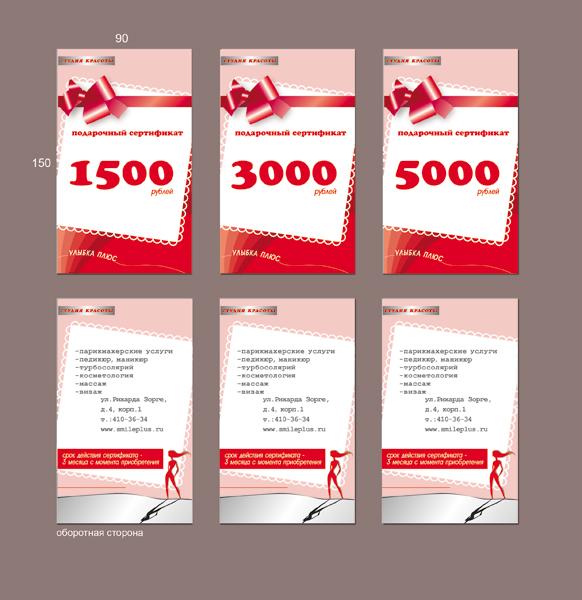 90
150
СТУДИЯ КРАСОТЫ
подарочный сертификат
1500
рублей
УЛЫБКА ПЛЮС
СТУДИЯ КРАСОТЫ
подарочный сертификат
3000
рублей
УЛЫБКА ПЛЮС
СТУДИЯ КРАСОТЫ
подарочный сертификат
5000
рублей
УЛЫБКА ПЛЮС
СТУДИЯ КРАСОТЫ
-парикмахерские услуги
-педикюр, маникюр
-турбосолярий
-косметология
-массаж
-визаж
ул.Рихарда Зорге,
д.4, корп.1
т.:410-36-34
www.smileplus.ru
срок действия сертификата -
3 месяца с момента приобретения
СТУДИЯ КРАСОТЫ
-парикмахерские услуги
-педикюр, маникюр
-турбосолярий
-косметология
-массаж
-визаж
ул.Рихарда Зорге,
д.4, корп.1
т.:410-36-34
www.smileplus.ru
срок действия сертификата -
3 месяца с момента приобретения
СТУДИЯ КРАСОТЫ
-парикмахерские услуги
-педикюр, маникюр
-турбосолярий
-косметология
-массаж
-визаж
ул.Рихарда Зорге,
д.4, корп.1
т.:410-36-34
www.smileplus.ru
срок действия сертификата -
3 месяца с момента приобретения
оборотная сторона